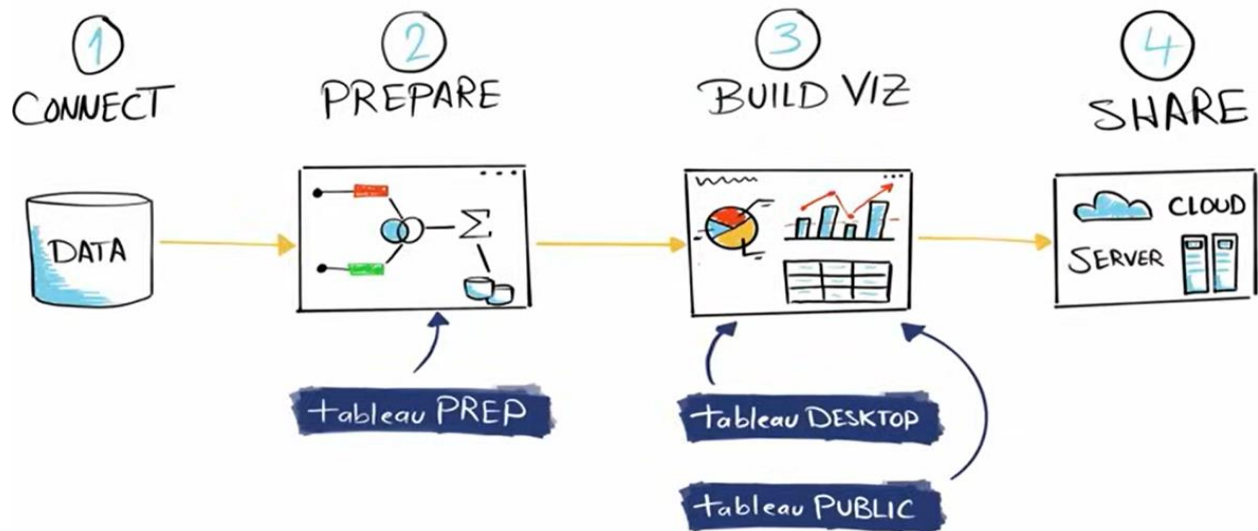 1
CONNECT
2
PREPARE
3
BUILD VIZ
4
SHARE
DATA
Σ
CLOUD
SERVER
tableau PREP
tableau DESKTOP
tableau PUBLIC